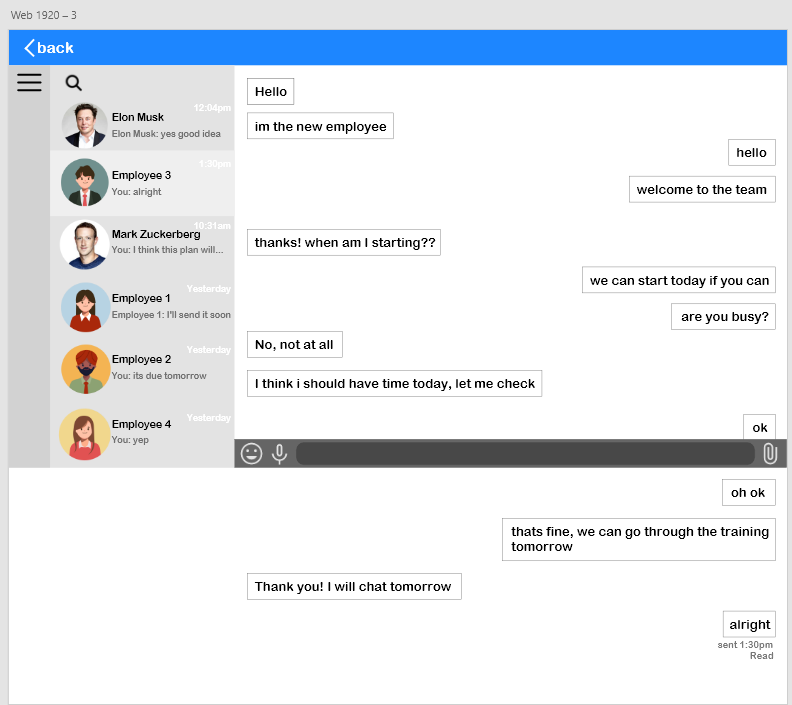 Web 1920 – 3
back
12:04pm
Elon Musk
Elon Musk: yes good idea
1:30pm
Employee 3
You: alright
10:31am
Mark Zuckerberg
You: I think this plan will...
Yesterday
Employee 1
Employee 1: I'll send it soon
Yesterday
Employee 2
You: its due tomorrow
Yesterday
Employee 4
You: yep
Hello
im the new employee
hello
welcome to the team
thanks! when am I starting??
we can start today if you can
are you busy?
No, not at all
I think i should have time today, let me check
ok
oh ok
thats fine, we can go through the training
tomorrow
Thank you! I will chat tomorrow
alright
sent 1:30pm
Read